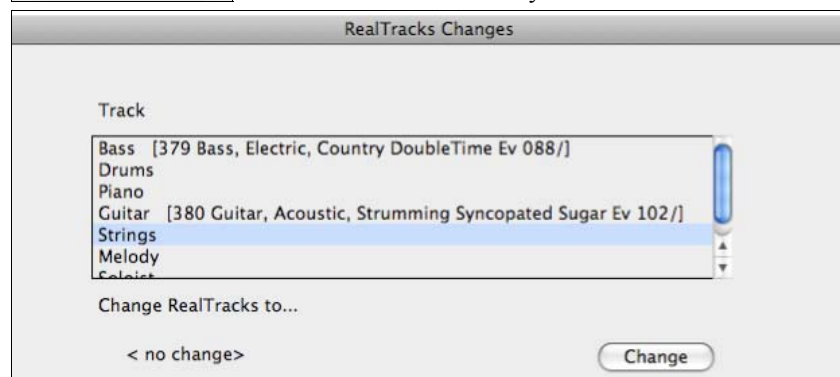 RealTracks Changes
Track
Bass [379 Bass, Electric, Country DoubleTime Ev 088/]
Drums
Piano
Guitar [380 Guitar, Acoustic, Strumming Syncopated Sugar Ev 102/]
Strings
Melody
Soloist
Change RealTracks to...
< no change>
Change